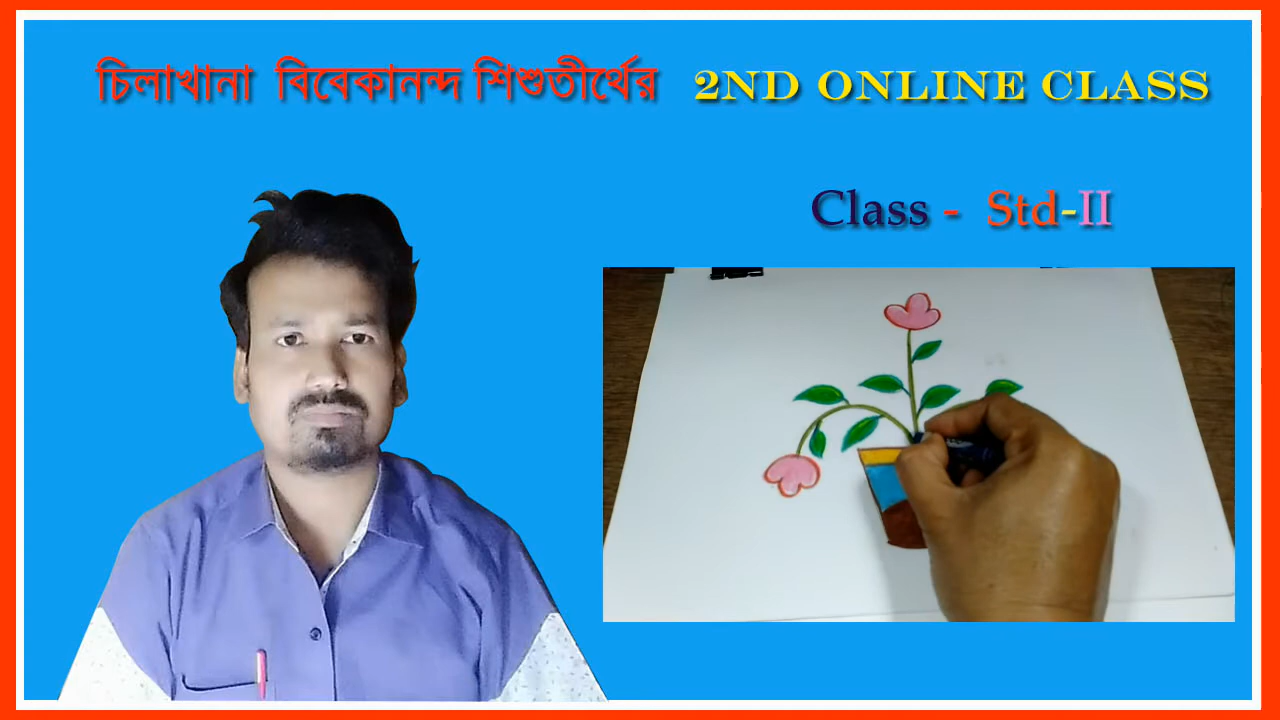 চিলাখানা বিবেকানন্দ শিশুতীর্থের 2ND ONLINE CLASS
Class - Std-II